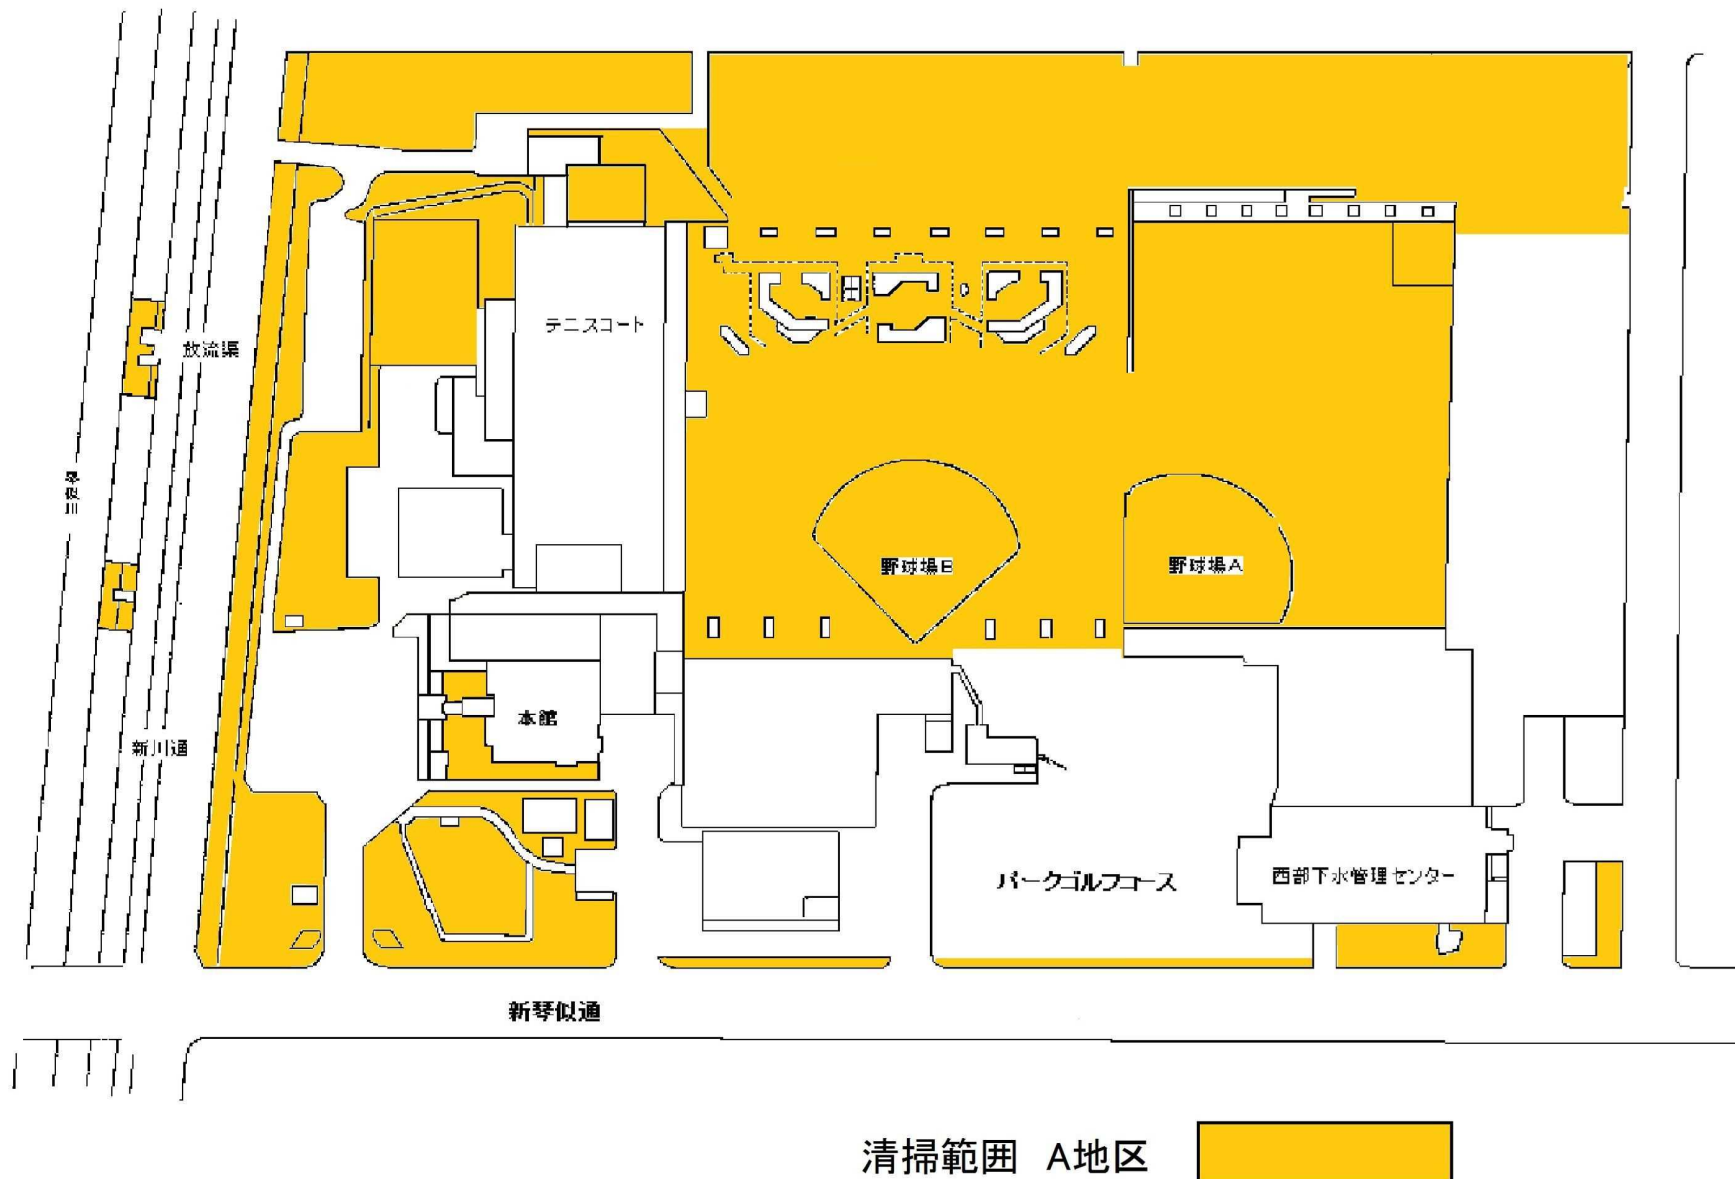 テニスコート
放流渠
野球場B
野球場A
本館
新川通
パークゴルフコース
西部下水管理センター
新琴似通
清掃範囲 A地区